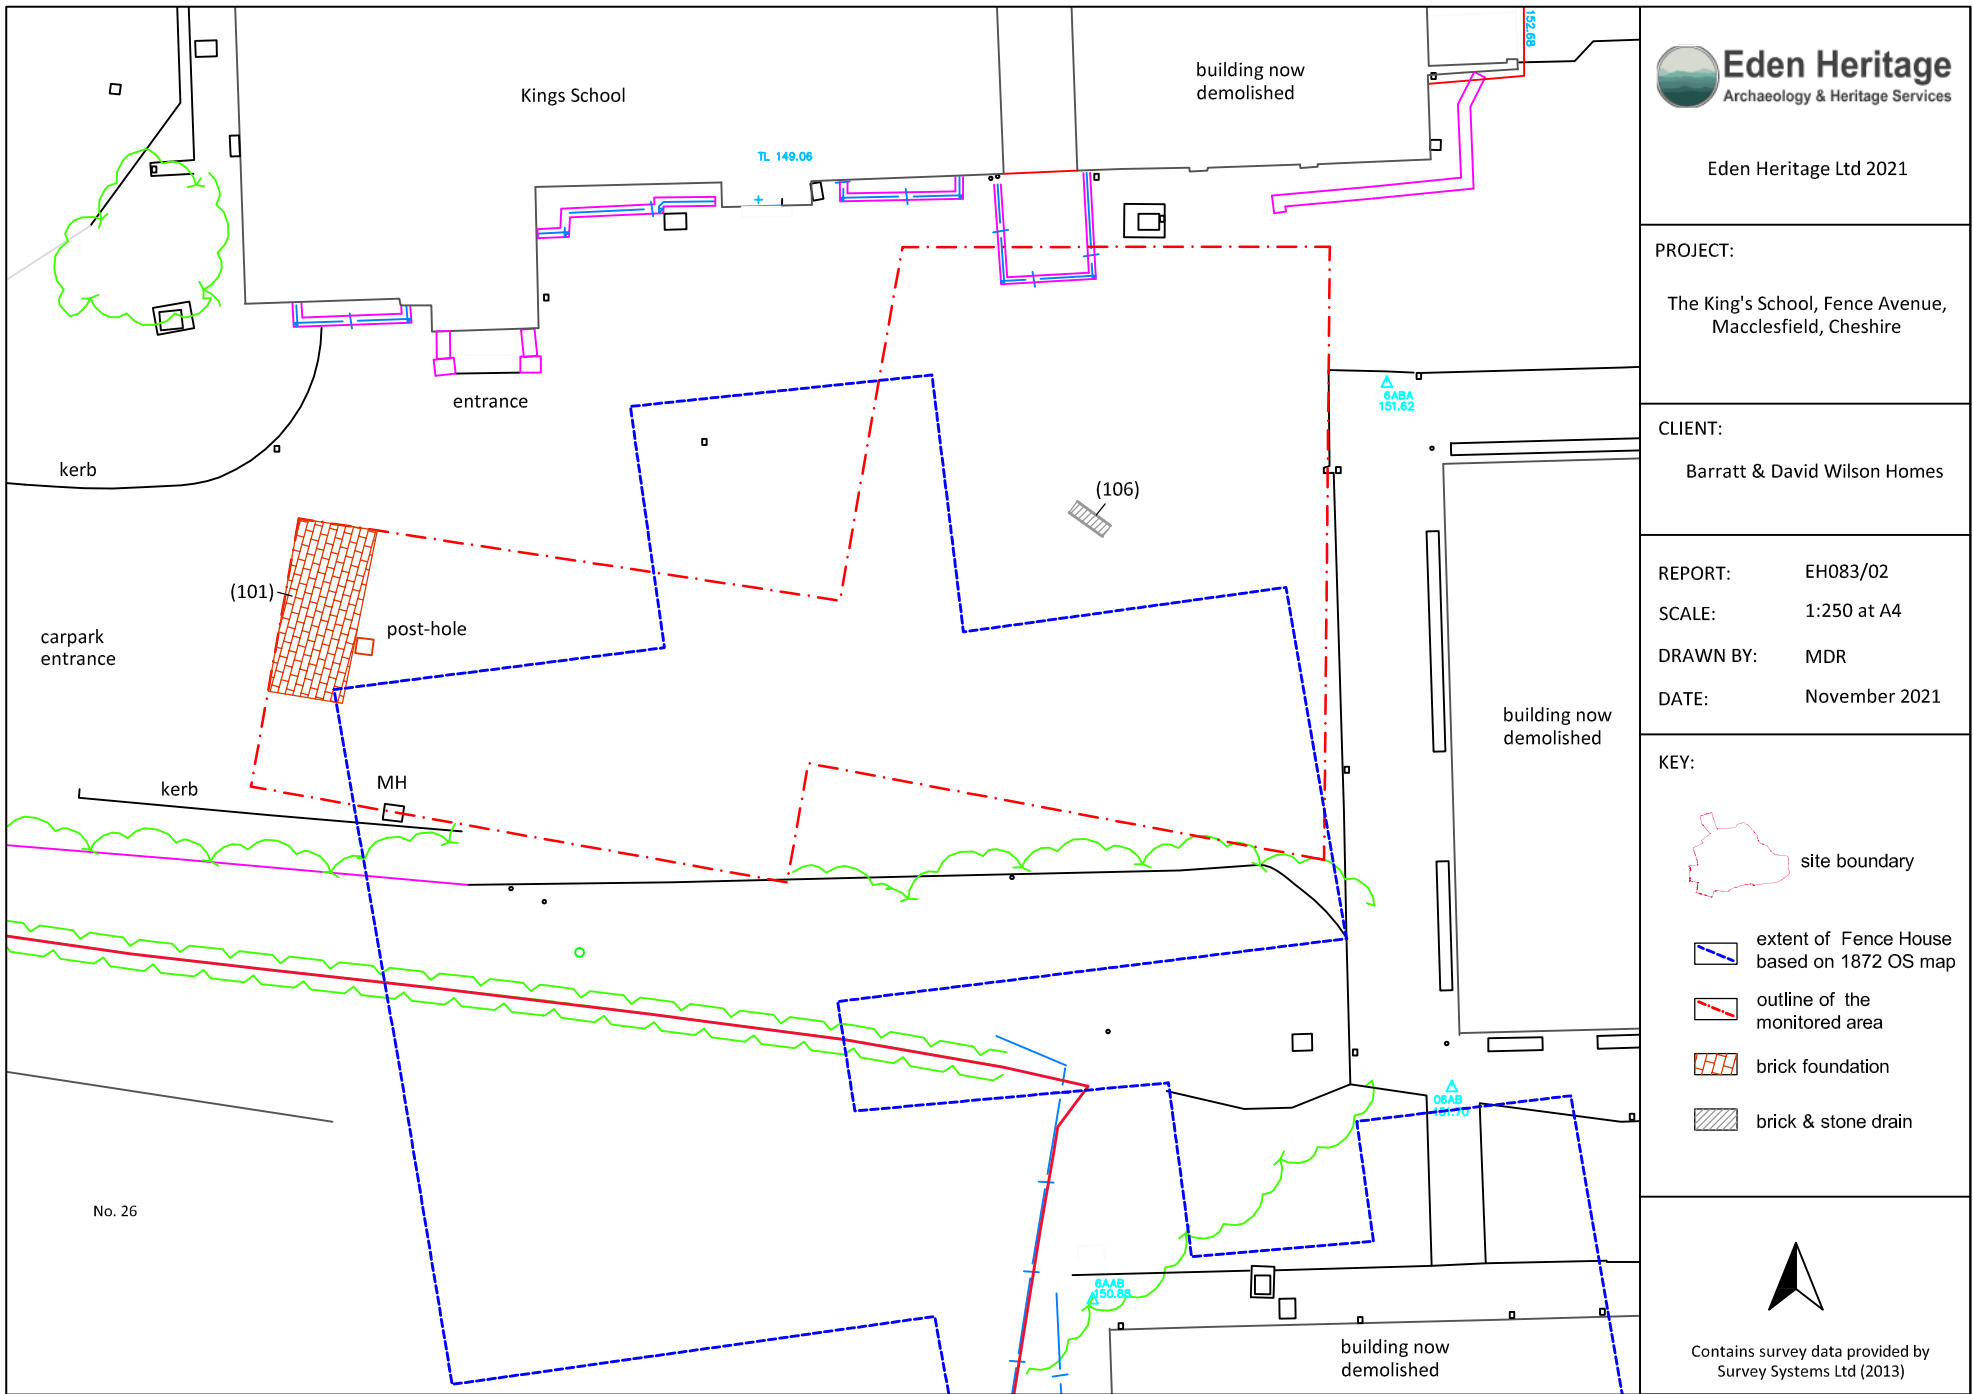 Kings School
building now
demolished
152.68
TL 149.06
entrance
kerb
6ABA
151.62
(106)
(101)
post-hole
carpark
entrance
building now
demolished
kerb
MH
06AB
151.70
No. 26
6AAB
150.88
building now
demolished
Eden Heritage
Archaeology & Heritage Services
Eden Heritage Ltd 2021
PROJECT:
The King's School, Fence Avenue,
Macclesfield, Cheshire
CLIENT:
Barratt & David Wilson Homes
REPORT: EH083/02
SCALE: 1:250 at A4
DRAWN BY: MDR
DATE: November 2021
KEY:
site boundary
extent of Fence House
based on 1872 OS map
outline of the
monitored area
brick foundation
brick & stone drain
Contains survey data provided by
Survey Systems Ltd (2013)